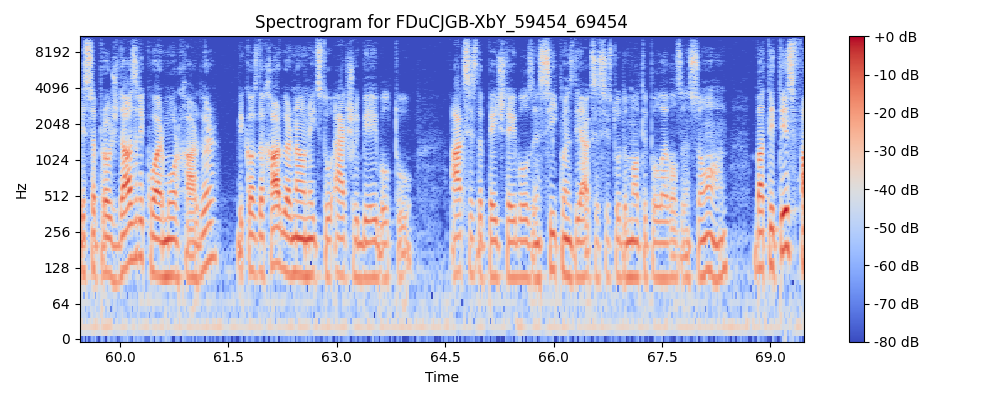 Spectrogram for FDuCJGB-XbY_59454_69454
Hz
8192
4096
2048
1024
512
256
128
64
0
60.0 61.5 63.0 64.5 66.0 67.5 69.0
Time
+0 dB
-10 dB
-20 dB
-30 dB
-40 dB
-50 dB
-60 dB
-70 dB
-80 dB